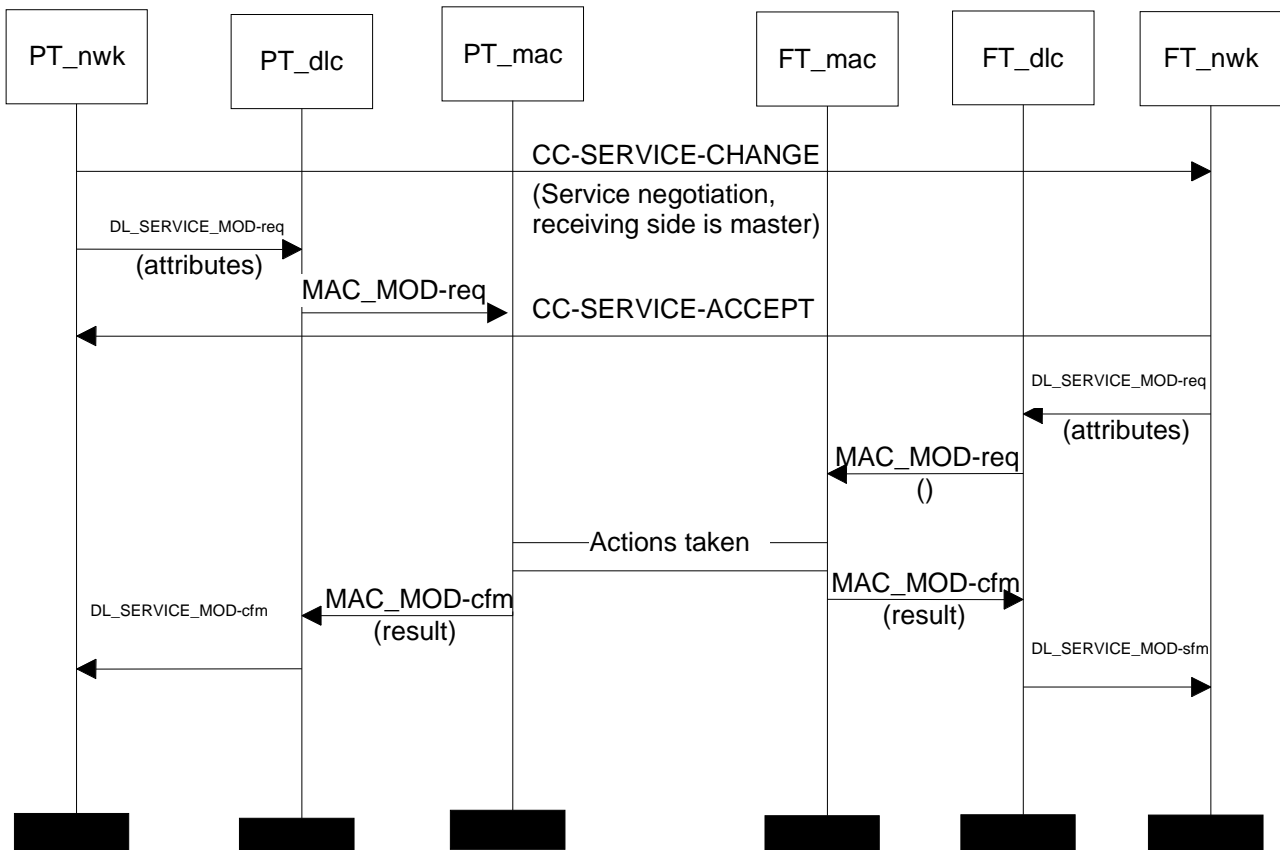 PT_nwk
PT_dlc
PT_mac
FT_mac
FT_dlc
FT_nwk
CC-SERVICE-CHANGE
(Service negotiation,
receiving side is master)
DL_SERVICE_MOD-req
(attributes)
MAC_MOD-req
CC-SERVICE-ACCEPT
DL_SERVICE_MOD-req
(attributes)
MAC_MOD-req
()
Actions taken
MAC_MOD-cfm
(result)
MAC_MOD-cfm
(result)
DL_SERVICE_MOD-cfm
DL_SERVICE_MOD-sfm